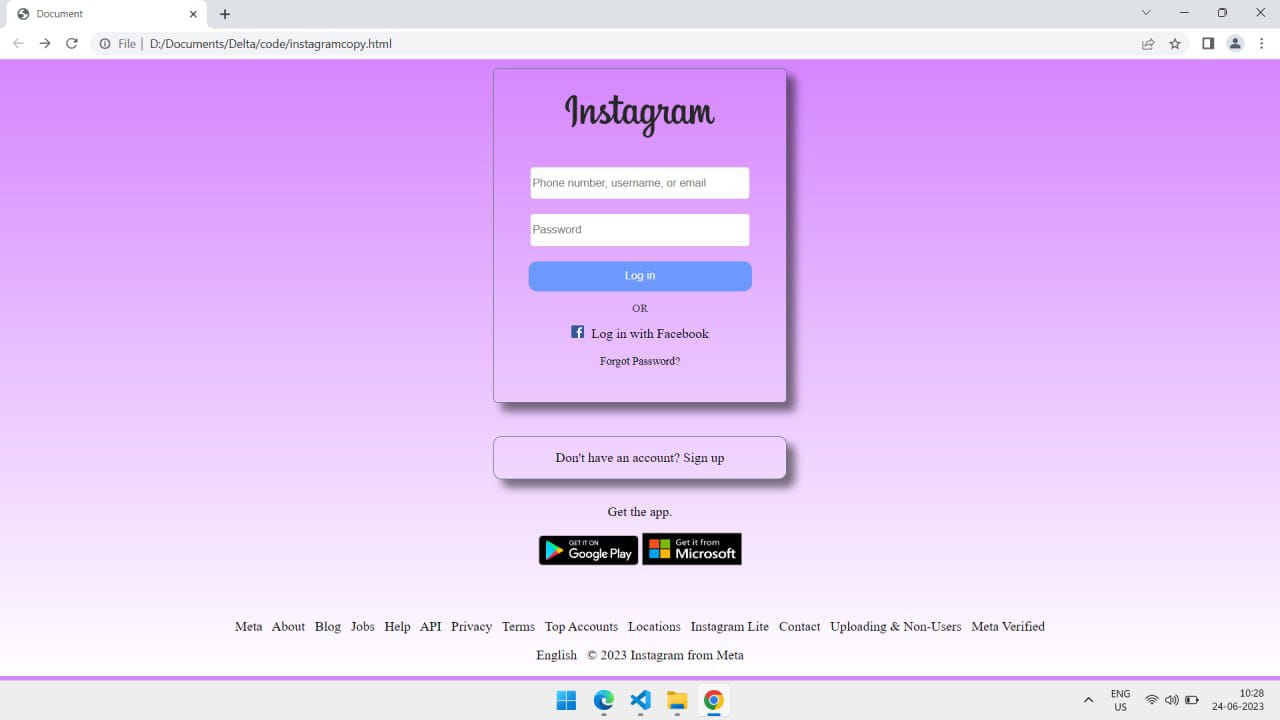 Document
File | D:/Documents/Delta/code/instagramcopy.html
Instagram
Phone number, username, or email
Password
Log in
OR
Log in with Facebook
Forgot Password?
Don't have an account? Sign up
Get the app.
GET IT ON
Google Play
Get it from
Microsoft
Meta About Blog Jobs Help API Privacy Terms Top Accounts Locations Instagram Lite Contact Uploading & Non-Users Meta Verified
English © 2023 Instagram from Meta
ENG
US
10:28
24-06-2023